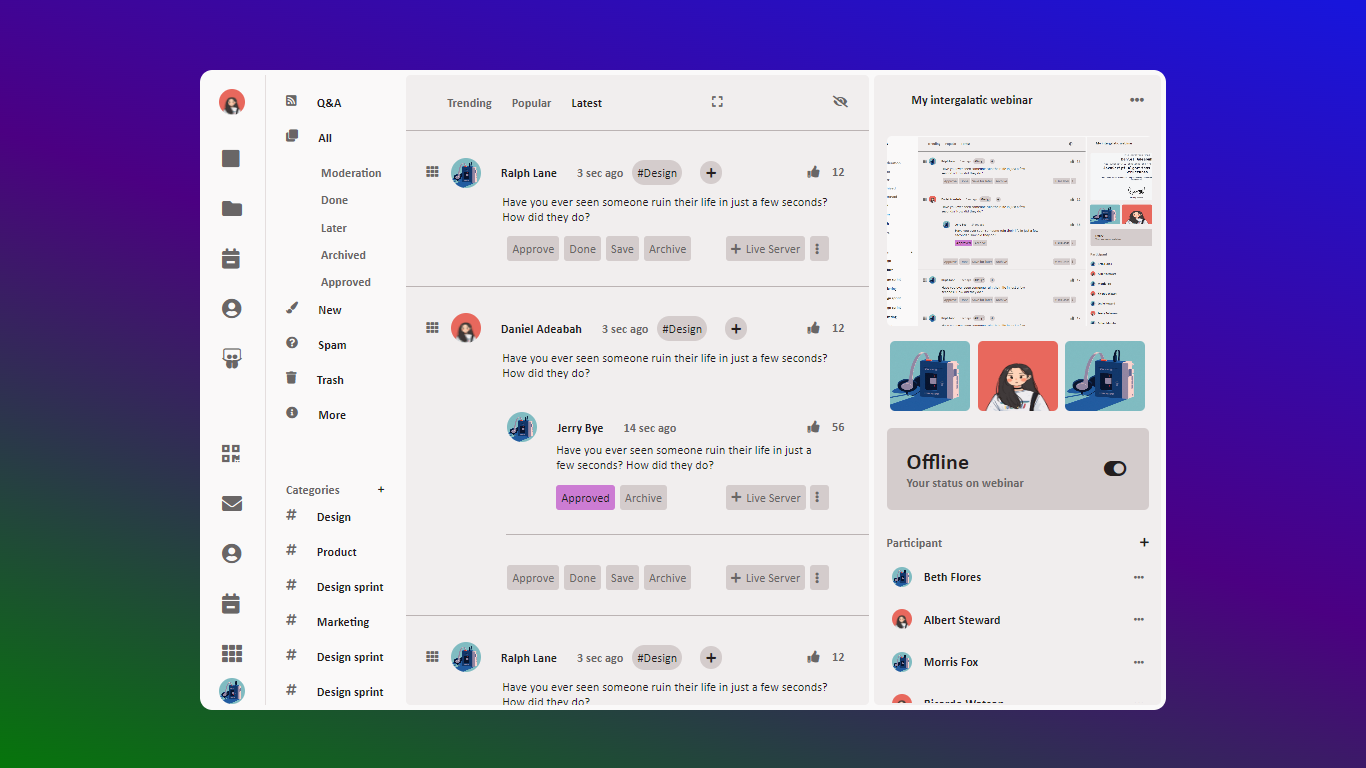 Q&A
All
Moderation
Done
Later
Archived
Approved
New
Spam
Trash
More
Categories +
# Design
# Product
# Design sprint
# Marketing
# Design sprint
# Design sprint
Trending Popular Latest
Ralph Lane 3 sec ago #Design + 12
Have you ever seen someone ruin their life in just a few seconds?
How did they do?
Approve Done Save Archive + Live Server
Daniel Adeabah 3 sec ago #Design + 12
Have you ever seen someone ruin their life in just a few seconds?
How did they do?
Jerry Bye 14 sec ago 56
Have you ever seen someone ruin their life in just a
few seconds? How did they do?
Approved Archive + Live Server
Approve Done Save Archive + Live Server
Ralph Lane 3 sec ago #Design + 12
Have you ever seen someone ruin their life in just a few seconds?
How did they do?
My intergalatic webinar
Offline
Your status on webinar
Participant +
Beth Flores
Albert Steward
Morris Fox